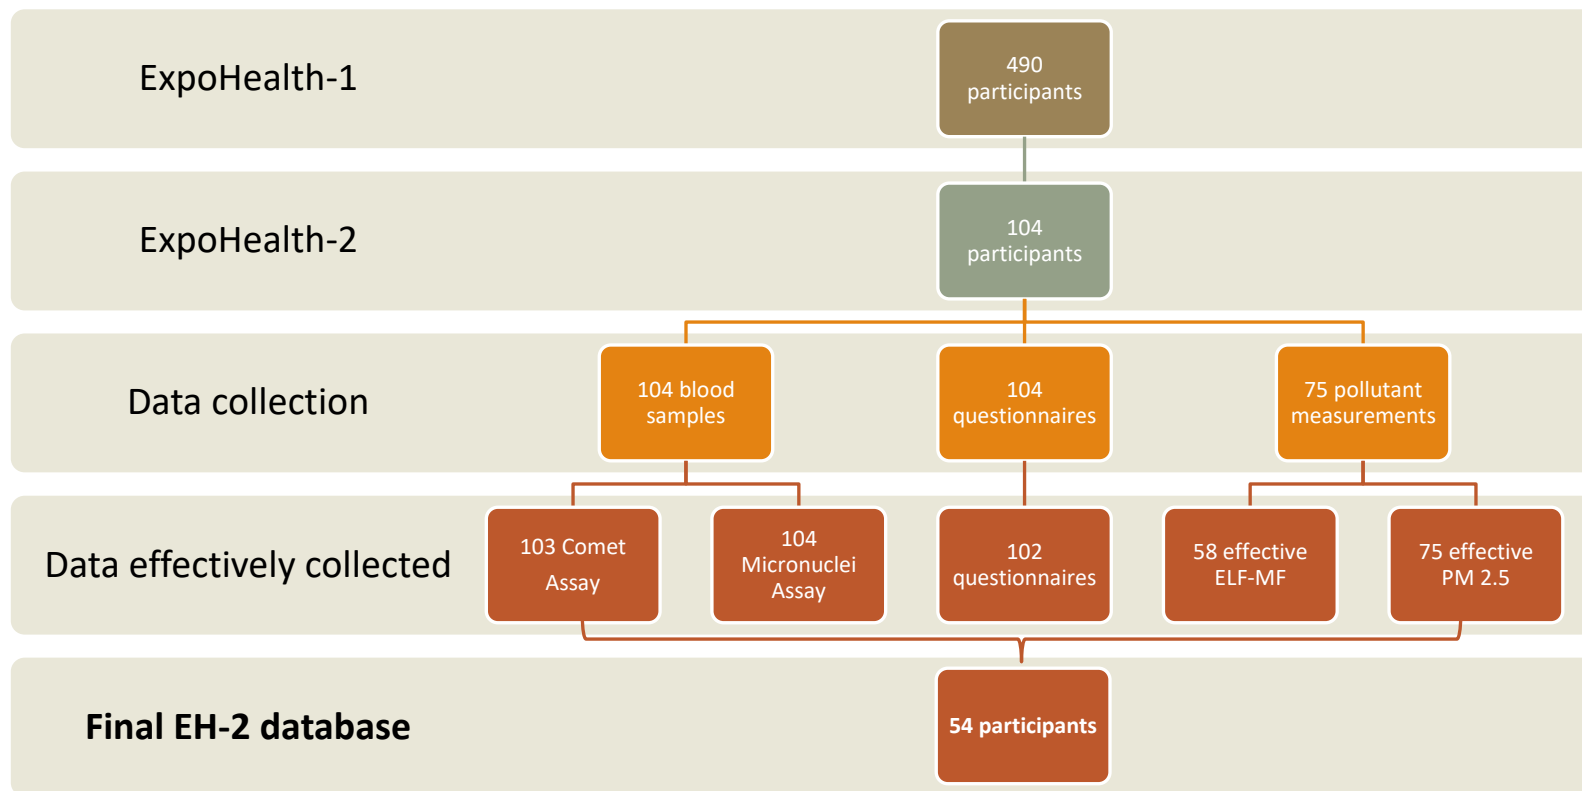 ExpoHealth-1
490
participants
ExpoHealth-2
104
participants
Data collection
104 blood
samples
104
questionnaires
75 pollutant
measurements
Data effectively collected
103 Comet
Assay
104
Micronuclei
Assay
102
questionnaires
58 effective
ELF-MF
75 effective
PM 2.5
Final EH-2 database
54 participants